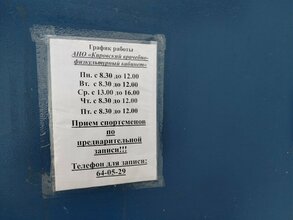 График работы
АНО «Кировский врачебно-
физкультурный кабинет»
Пн. с 8.30 до 12.00
Вт. с 8.30 до 12.00
Ср. с 13.00 до 16.00
Чт. с 8.30 до 12.00
Пт. с 8.30 до 12.00
Прием спортсменов
по
предварительной
записи!!!
Телефон для записи:
64-05-29